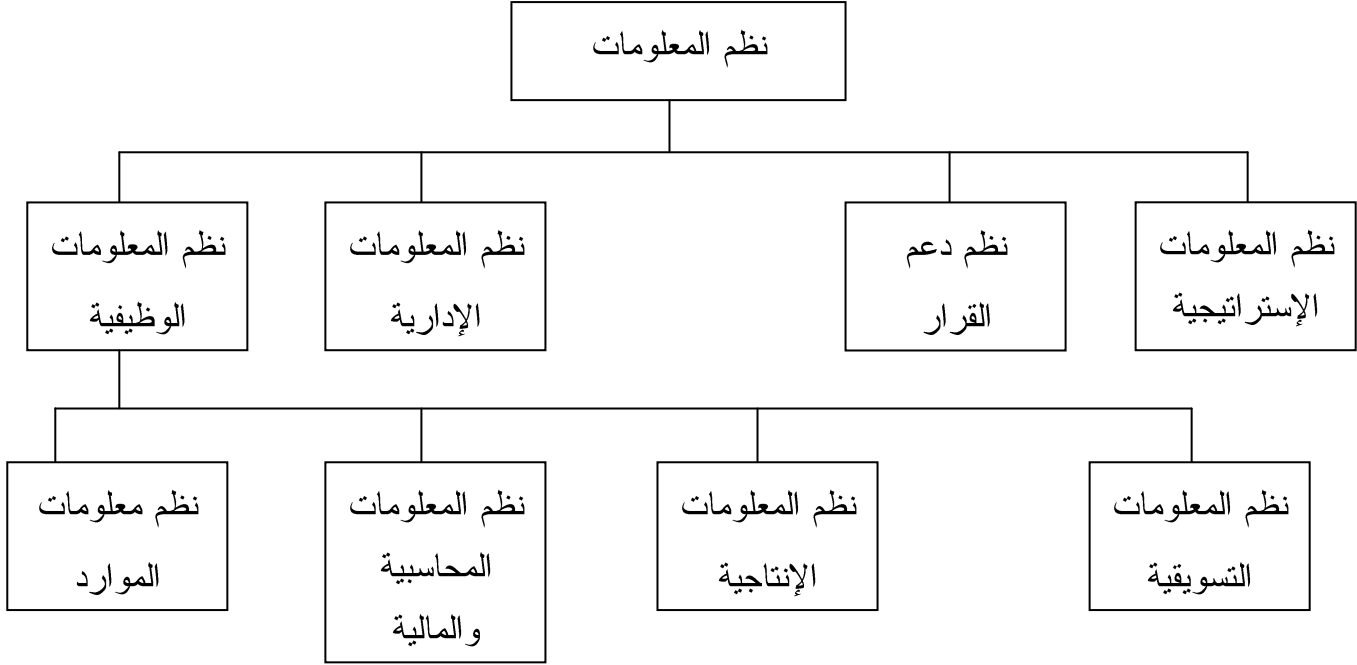 نظم المعلومات
نظم المعلومات
الإستراتيجية
نظم دعم
القرار
نظم المعلومات
الإدارية
نظم المعلومات
الوظيفية
نظم المعلومات
التسويقية
نظم المعلومات
الإنتاجية
نظم المعلومات
المحاسبية
والمالية
نظم معلومات
الموارد